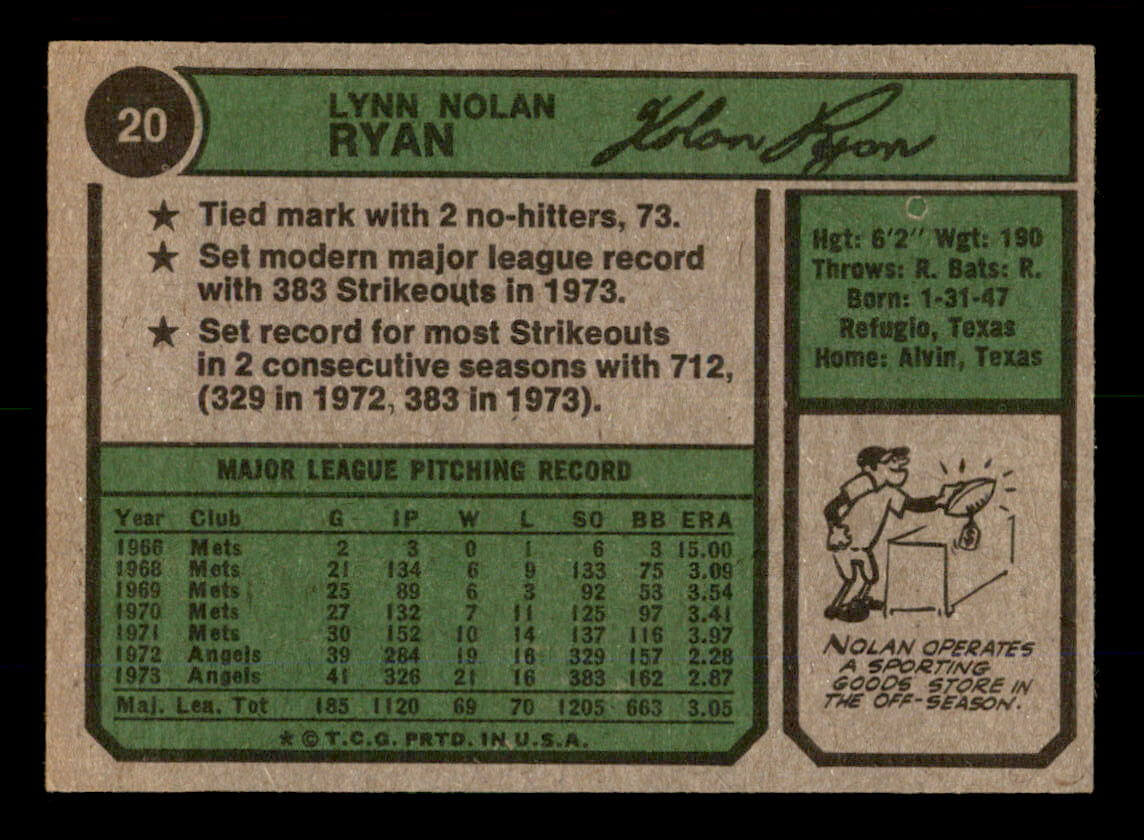 20
LYNN NOLAN
RYAN
Nolan Ryan
★ Tied mark with 2 no-hitters, 73.
★ Set modern major league record
with 383 Strikeouts in 1973.
★ Set record for most Strikeouts
in 2 consecutive seasons with 712,
(329 in 1972, 383 in 1973).
Hgt: 6'2" Wgt: 190
Throws: R. Bats: R.
Born: 1-31-47
Refugio, Texas
Home: Alvin, Texas
MAJOR LEAGUE PITCHING RECORD
Year Club G IP W L SO BB ERA
1966 Mets 2 3 0 1 6 3 15.00
1968 Mets 21 134 6 9 133 75 3.09
1969 Mets 25 89 6 3 92 53 3.54
1970 Mets 27 132 7 11 125 97 3.41
1971 Mets 30 152 10 14 137 116 3.97
1972 Angels 39 284 19 16 329 157 2.28
1973 Angels 41 326 21 16 383 162 2.87
Maj. Lea. Tot 185 1120 69 70 1205 663 3.05
* © T.C.G. PRTD. IN U.S.A.
$
NOLAN OPERATES
A SPORTING
GOODS STORE IN
THE OFF-SEASON.